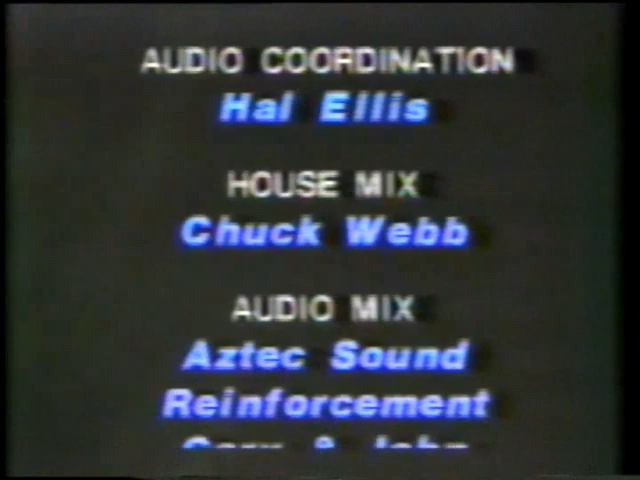 AUDIO COORDINATION
Hal Ellis
HOUSE MIX
Chuck Webb
AUDIO MIX
Aztec Sound
Reinforcement